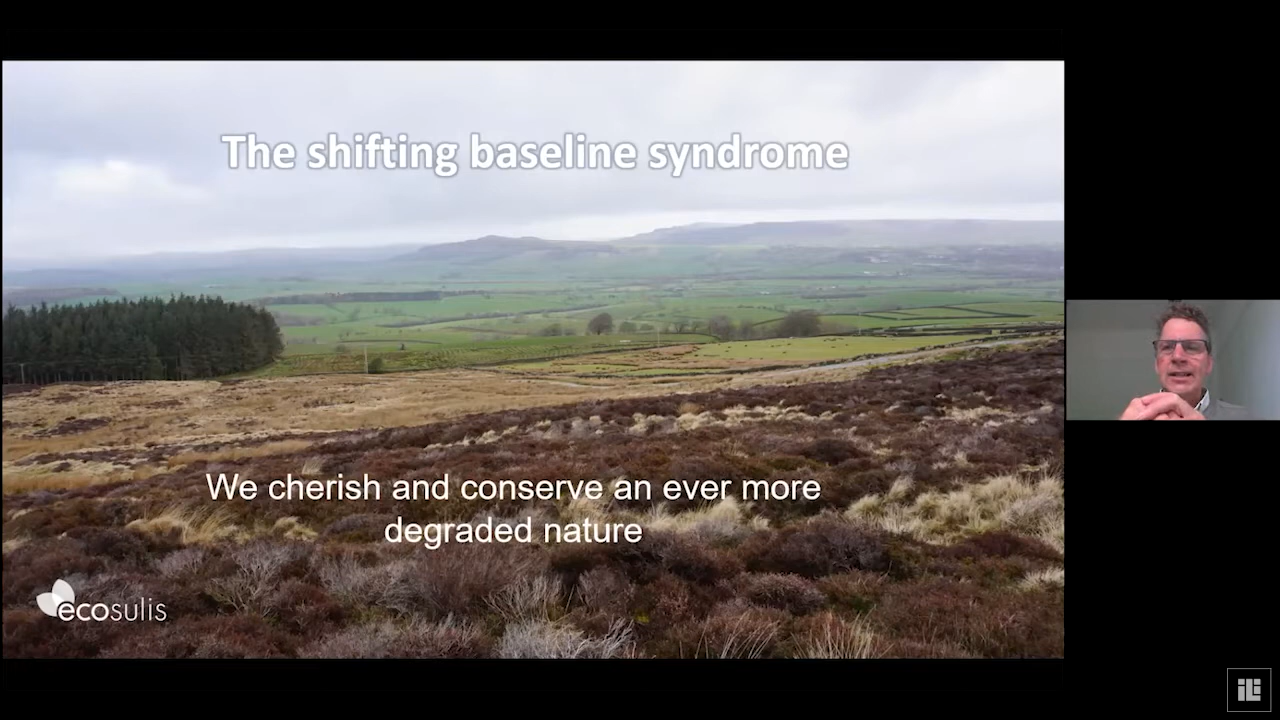 The shifting baseline syndrome
We cherish and conserve an ever more
degraded nature
ecosulis